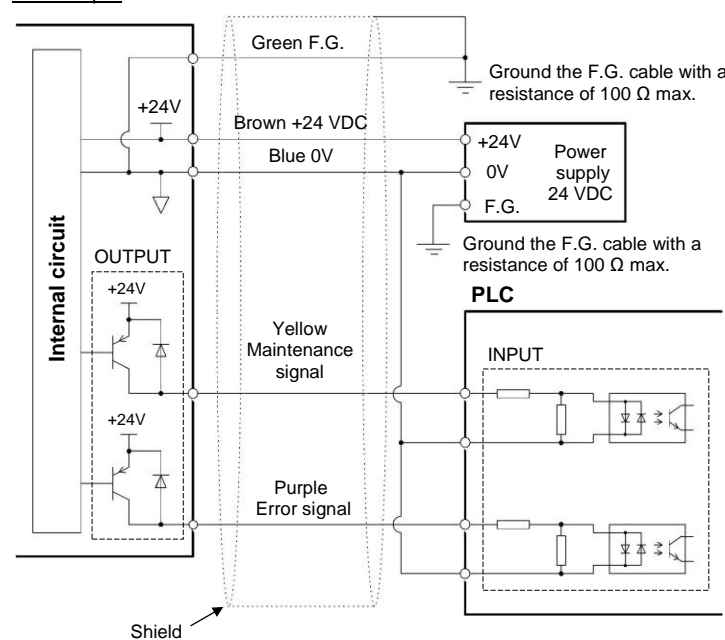 Green F.G.
Ground the F.G. cable with a
resistance of 100 Ω max.
+24V
Brown +24 VDC
Blue 0V
+24V
0V
F.G.
Power
supply
24 VDC
Ground the F.G. cable with a
resistance of 100 Ω max.
Internal circuit
OUTPUT
+24V
+24V
Yellow
Maintenance
signal
Purple
Error signal
PLC
INPUT
Shield